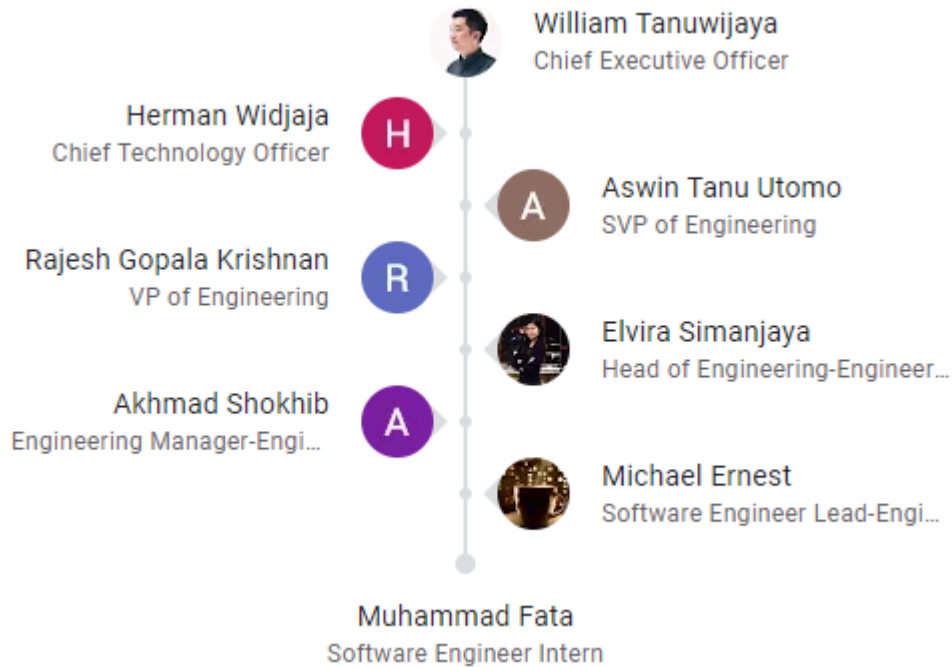 William Tanuwijaya
Chief Executive Officer
Herman Widjaja
Chief Technology Officer
H
A
Aswin Tanu Utomo
SVP of Engineering
Rajesh Gopala Krishnan
VP of Engineering
R
Elvira Simanjaya
Head of Engineering-Engineer...
Akhmad Shokhib
Engineering Manager-Engi...
A
Michael Ernest
Software Engineer Lead-Engi...
Muhammad Fata
Software Engineer Intern